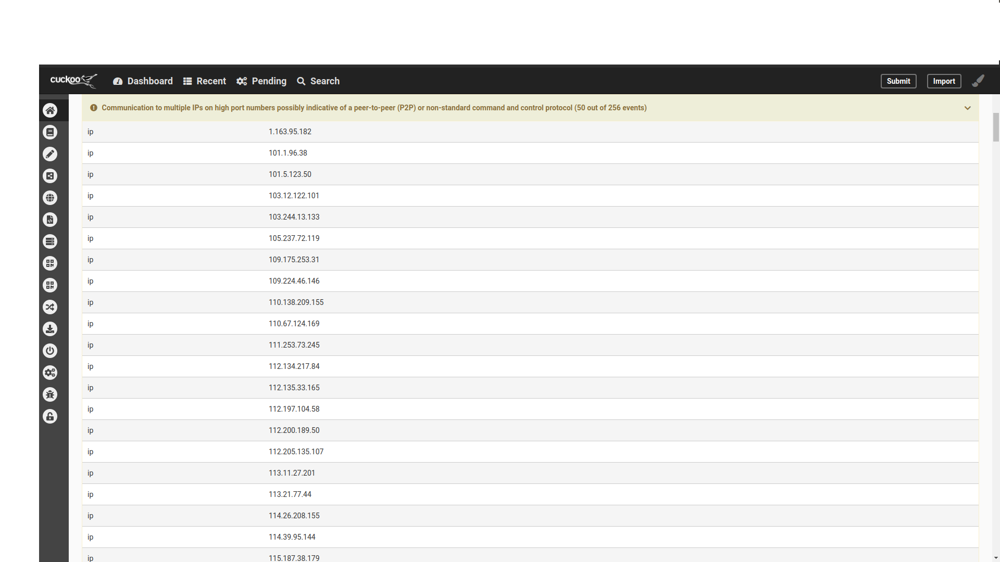 cuckoo Dashboard Recent Pending Search Submit Import
Communication to multiple IPs on high port numbers possibly indicative of a peer-to-peer (P2P) or non-standard command and control protocol (50 out of 256 events)
ip 1.163.95.182
ip 101.1.96.38
ip 101.5.123.50
ip 103.12.122.101
ip 103.244.13.133
ip 105.237.72.119
ip 109.175.253.31
ip 109.224.46.146
ip 110.138.209.155
ip 110.67.124.169
ip 111.253.73.245
ip 112.134.217.84
ip 112.135.33.165
ip 112.197.104.58
ip 112.200.189.50
ip 112.205.135.107
ip 113.11.27.201
ip 113.21.77.44
ip 114.26.208.155
ip 114.39.95.144
ip 115.187.38.179